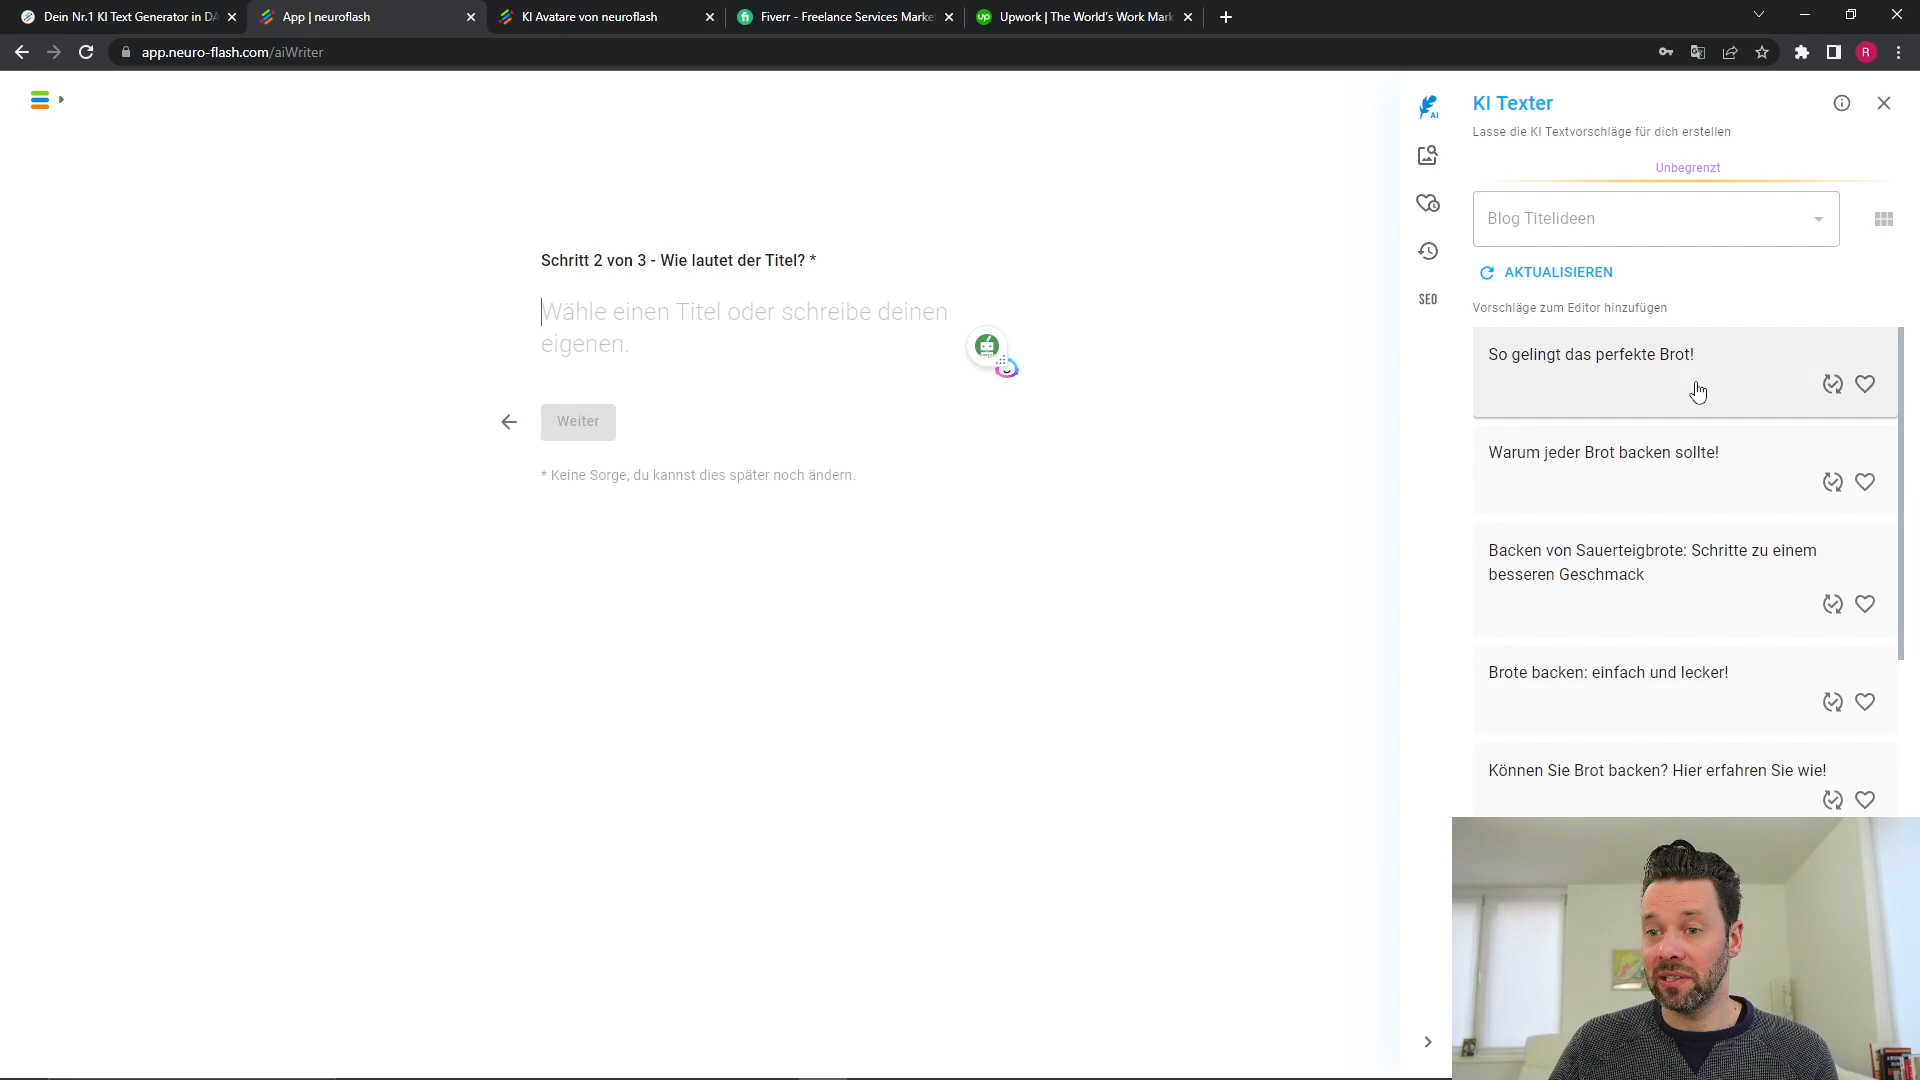 Dein Nr.1 KI Text Generator in DA
App | neuroflash
KI Avatare von neuroflash
Fiverr - Freelance Services Marke
Upwork | The World's Work Mark
app.neuro-flash.com/aiWriter
R
KI Texter
Lasse die KI Textvorschläge für dich erstellen
Unbegrenzt
Blog Titelideen
AKTUALISIEREN
Vorschläge zum Editor hinzufügen
AI
SEO
Schritt 2 von 3 - Wie lautet der Titel? *
Wähle einen Titel oder schreibe deinen
eigenen.
Weiter
* Keine Sorge, du kannst dies später noch ändern.
So gelingt das perfekte Brot!
Warum jeder Brot backen sollte!
Backen von Sauerteigbrote: Schritte zu einem
besseren Geschmack
Brote backen: einfach und lecker!
Können Sie Brot backen? Hier erfahren Sie wie!